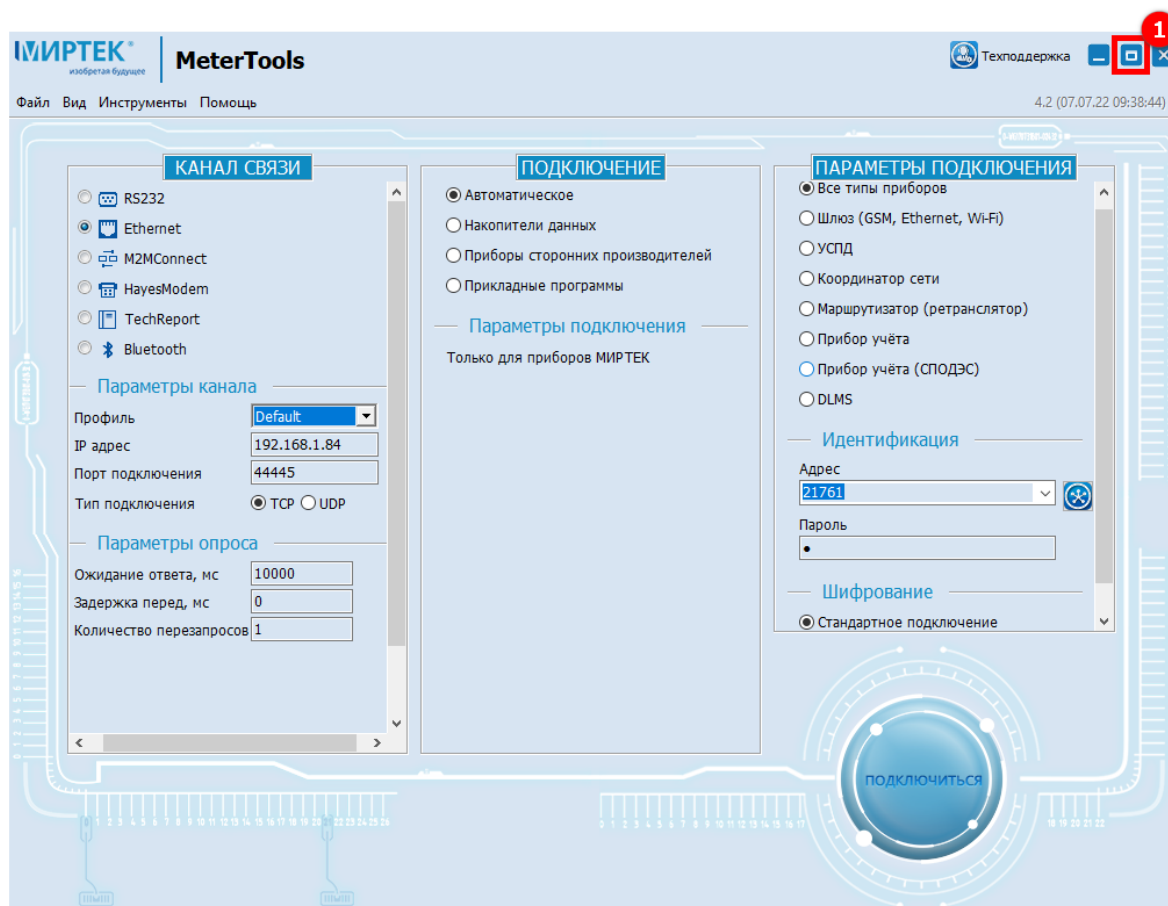 1
МИРТЕК
изобретая будущее
MeterTools
Техподдержка
Файл Вид Инструменты Помощь
4.2 (07.07.22 09:38:44)
КАНАЛ СВЯЗИ
RS232
Ethernet
M2MConnect
HayesModem
TechReport
Bluetooth
Параметры канала
Профиль Default
IP адрес 192.168.1.84
Порт подключения 44445
Тип подключения TCP UDP
Параметры опроса
Ожидание ответа, мс 10000
Задержка перед, мс 0
Количество перезапросов 1
ПОДКЛЮЧЕНИЕ
Автоматическое
Накопители данных
Приборы сторонних производителей
Прикладные программы
Параметры подключения
Только для приборов МИРТЕК
ПАРАМЕТРЫ ПОДКЛЮЧЕНИЯ
Все типы приборов
Шлюз (GSM, Ethernet, Wi-Fi)
УСПД
Координатор сети
Маршрутизатор (ретранслятор)
Прибор учёта
Прибор учёта (СПОДЭС)
DLMS
Идентификация
Адрес
21761
Пароль
•
Шифрование
Стандартное подключение
ПОДКЛЮЧИТЬСЯ